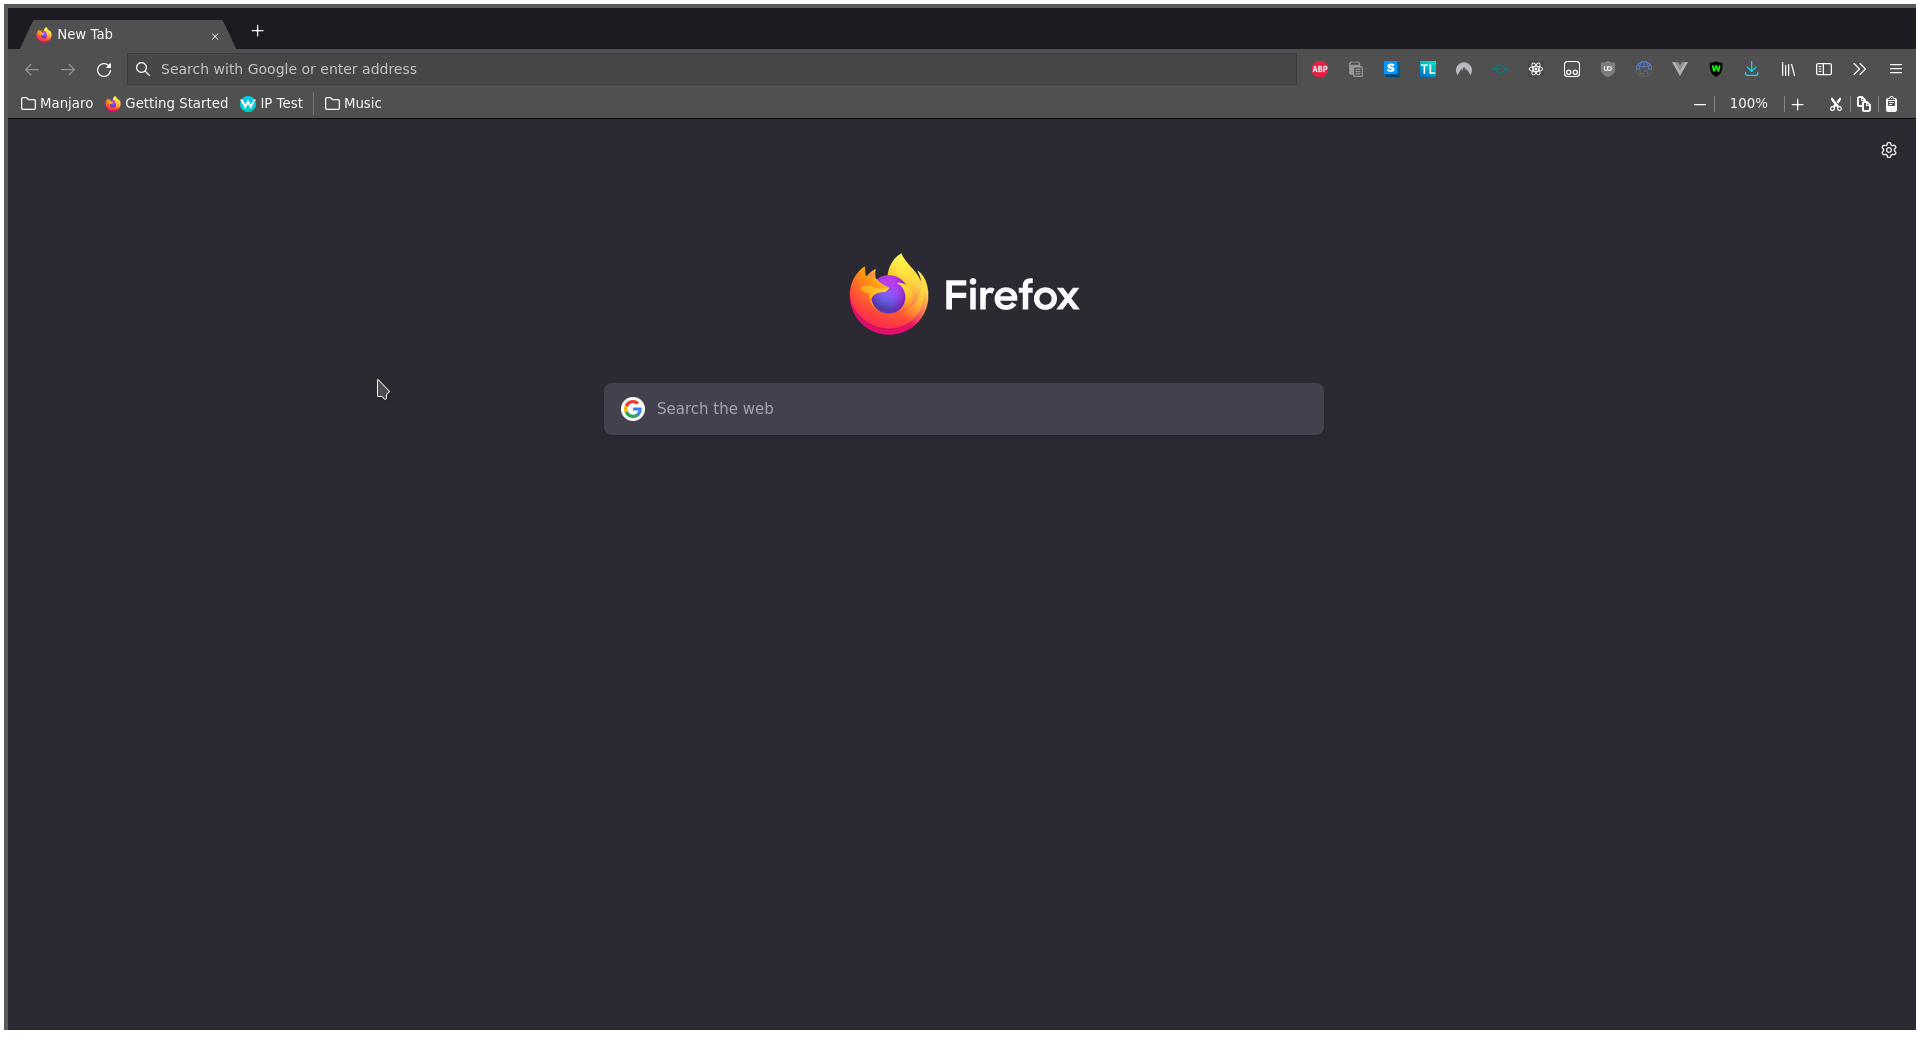 New Tab
Search with Google or enter address
ABP
S
TL
UD
W
Manjaro
Getting Started
IP Test
Music
100%
Firefox
Search the web